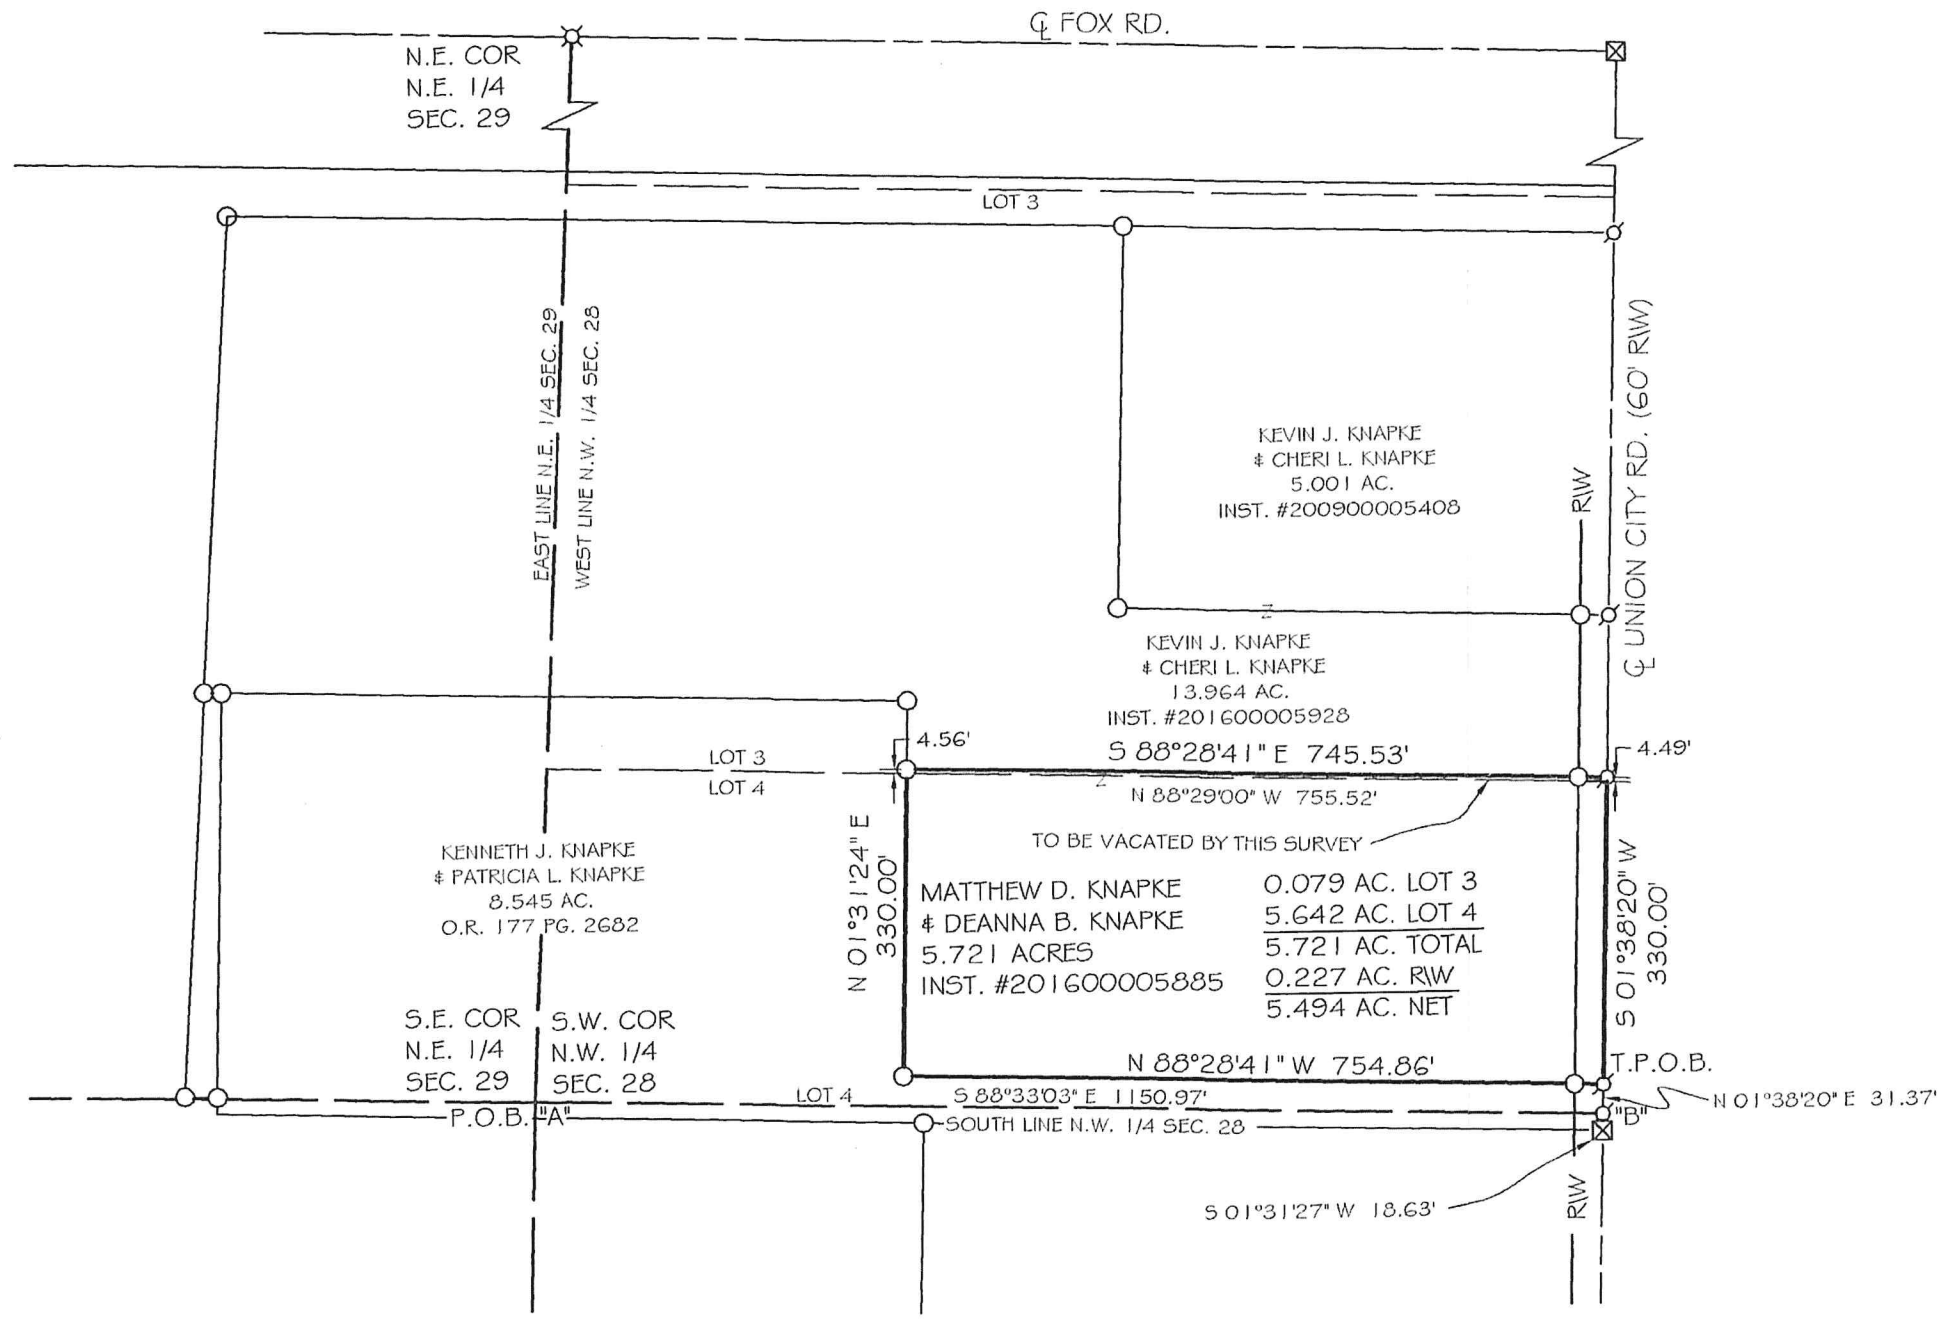 ℄ FOX RD.
N.E. COR
N.E. 1/4
SEC. 29
LOT 3
EAST LINE N.E. 1/4 SEC. 29
WEST LINE N.W. 1/4 SEC. 28
KEVIN J. KNAPKE
& CHERI L. KNAPKE
5.001 AC.
INST. #200900005408
R\W
℄ UNION CITY RD. (60' R\W)
Z
KEVIN J. KNAPKE
& CHERI L. KNAPKE
13.964 AC.
INST. #201600005928
4.56'
S 88°28'41" E 745.53'
4.49'
LOT 3
LOT 4
Z
N 88°29'00" W 755.52'
TO BE VACATED BY THIS SURVEY
KENNETH J. KNAPKE
& PATRICIA L. KNAPKE
8.545 AC.
O.R. 177 PG. 2682
N 01°31'24" E
330.00'
MATTHEW D. KNAPKE
& DEANNA B. KNAPKE
5.721 ACRES
INST. #201600005885
0.079 AC. LOT 3
5.642 AC. LOT 4
5.721 AC. TOTAL
0.227 AC. R\W
5.494 AC. NET
S 01°38'20" W
330.00'
S.E. COR
N.E. 1/4
SEC. 29
S.W. COR
N.W. 1/4
SEC. 28
N 88°28'41" W 754.86'
T.P.O.B.
LOT 4
S 88°33'03" E 1150.97'
N 01°38'20" E 31.37'
P.O.B. "A"
"B"
SOUTH LINE N.W. 1/4 SEC. 28
R\W
S 01°31'27" W 18.63'